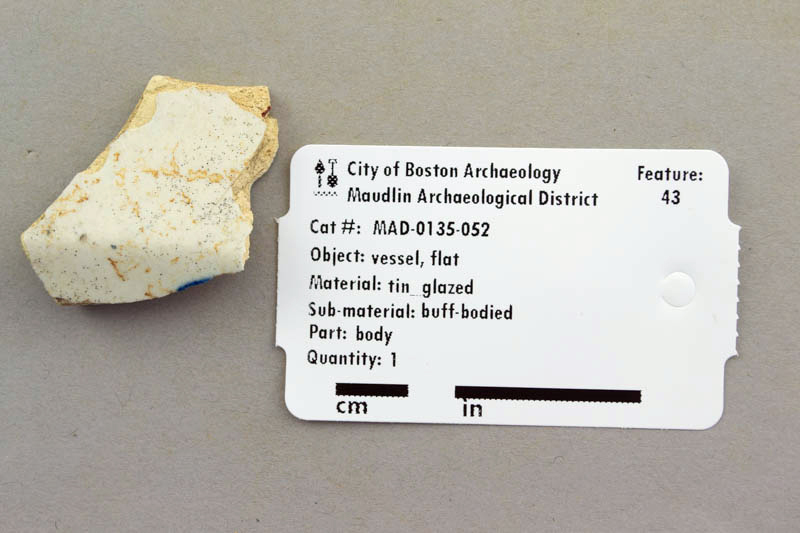 City of Boston Archaeology
Maudlin Archaeological District
Feature:
43
Cat #: MAD-0135-052
Object: vessel, flat
Material: tin_glazed
Sub-material: buff-bodied
Part: body
Quantity: 1
cm
in